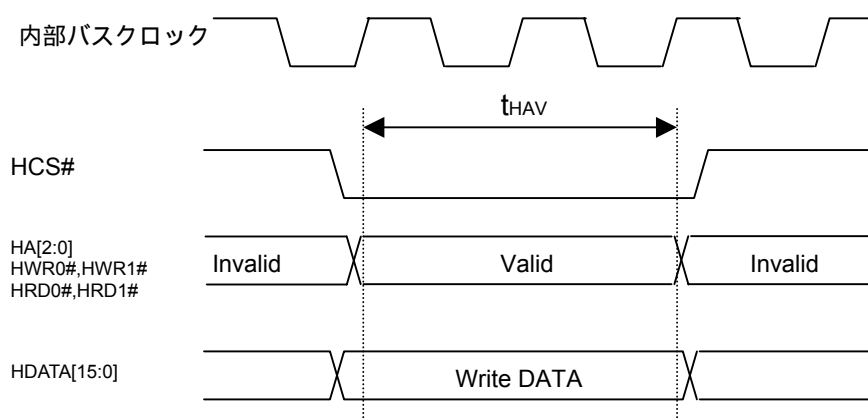 内部バスクロック
tHAV
HCS#
HA[2:0]
HWR0#,HWR1#
HRD0#,HRD1#
Invalid
Valid
Invalid
HDATA[15:0]
Write DATA